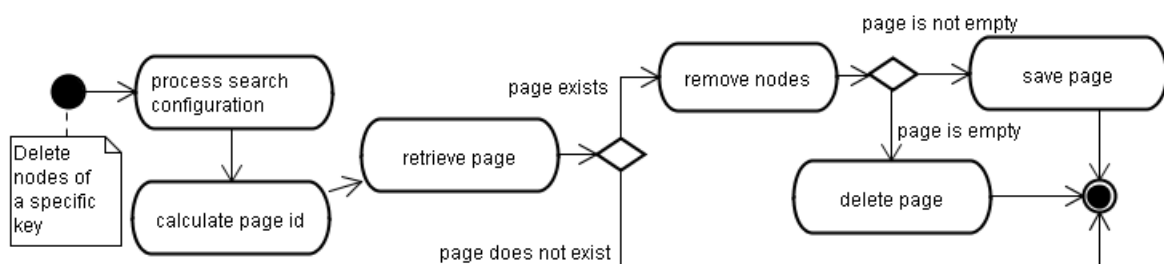 Delete
nodes of
a specific
key
process search
configuration
calculate page id
retrieve page
page exists
page does not exist
remove nodes
page is not empty
page is empty
save page
delete page